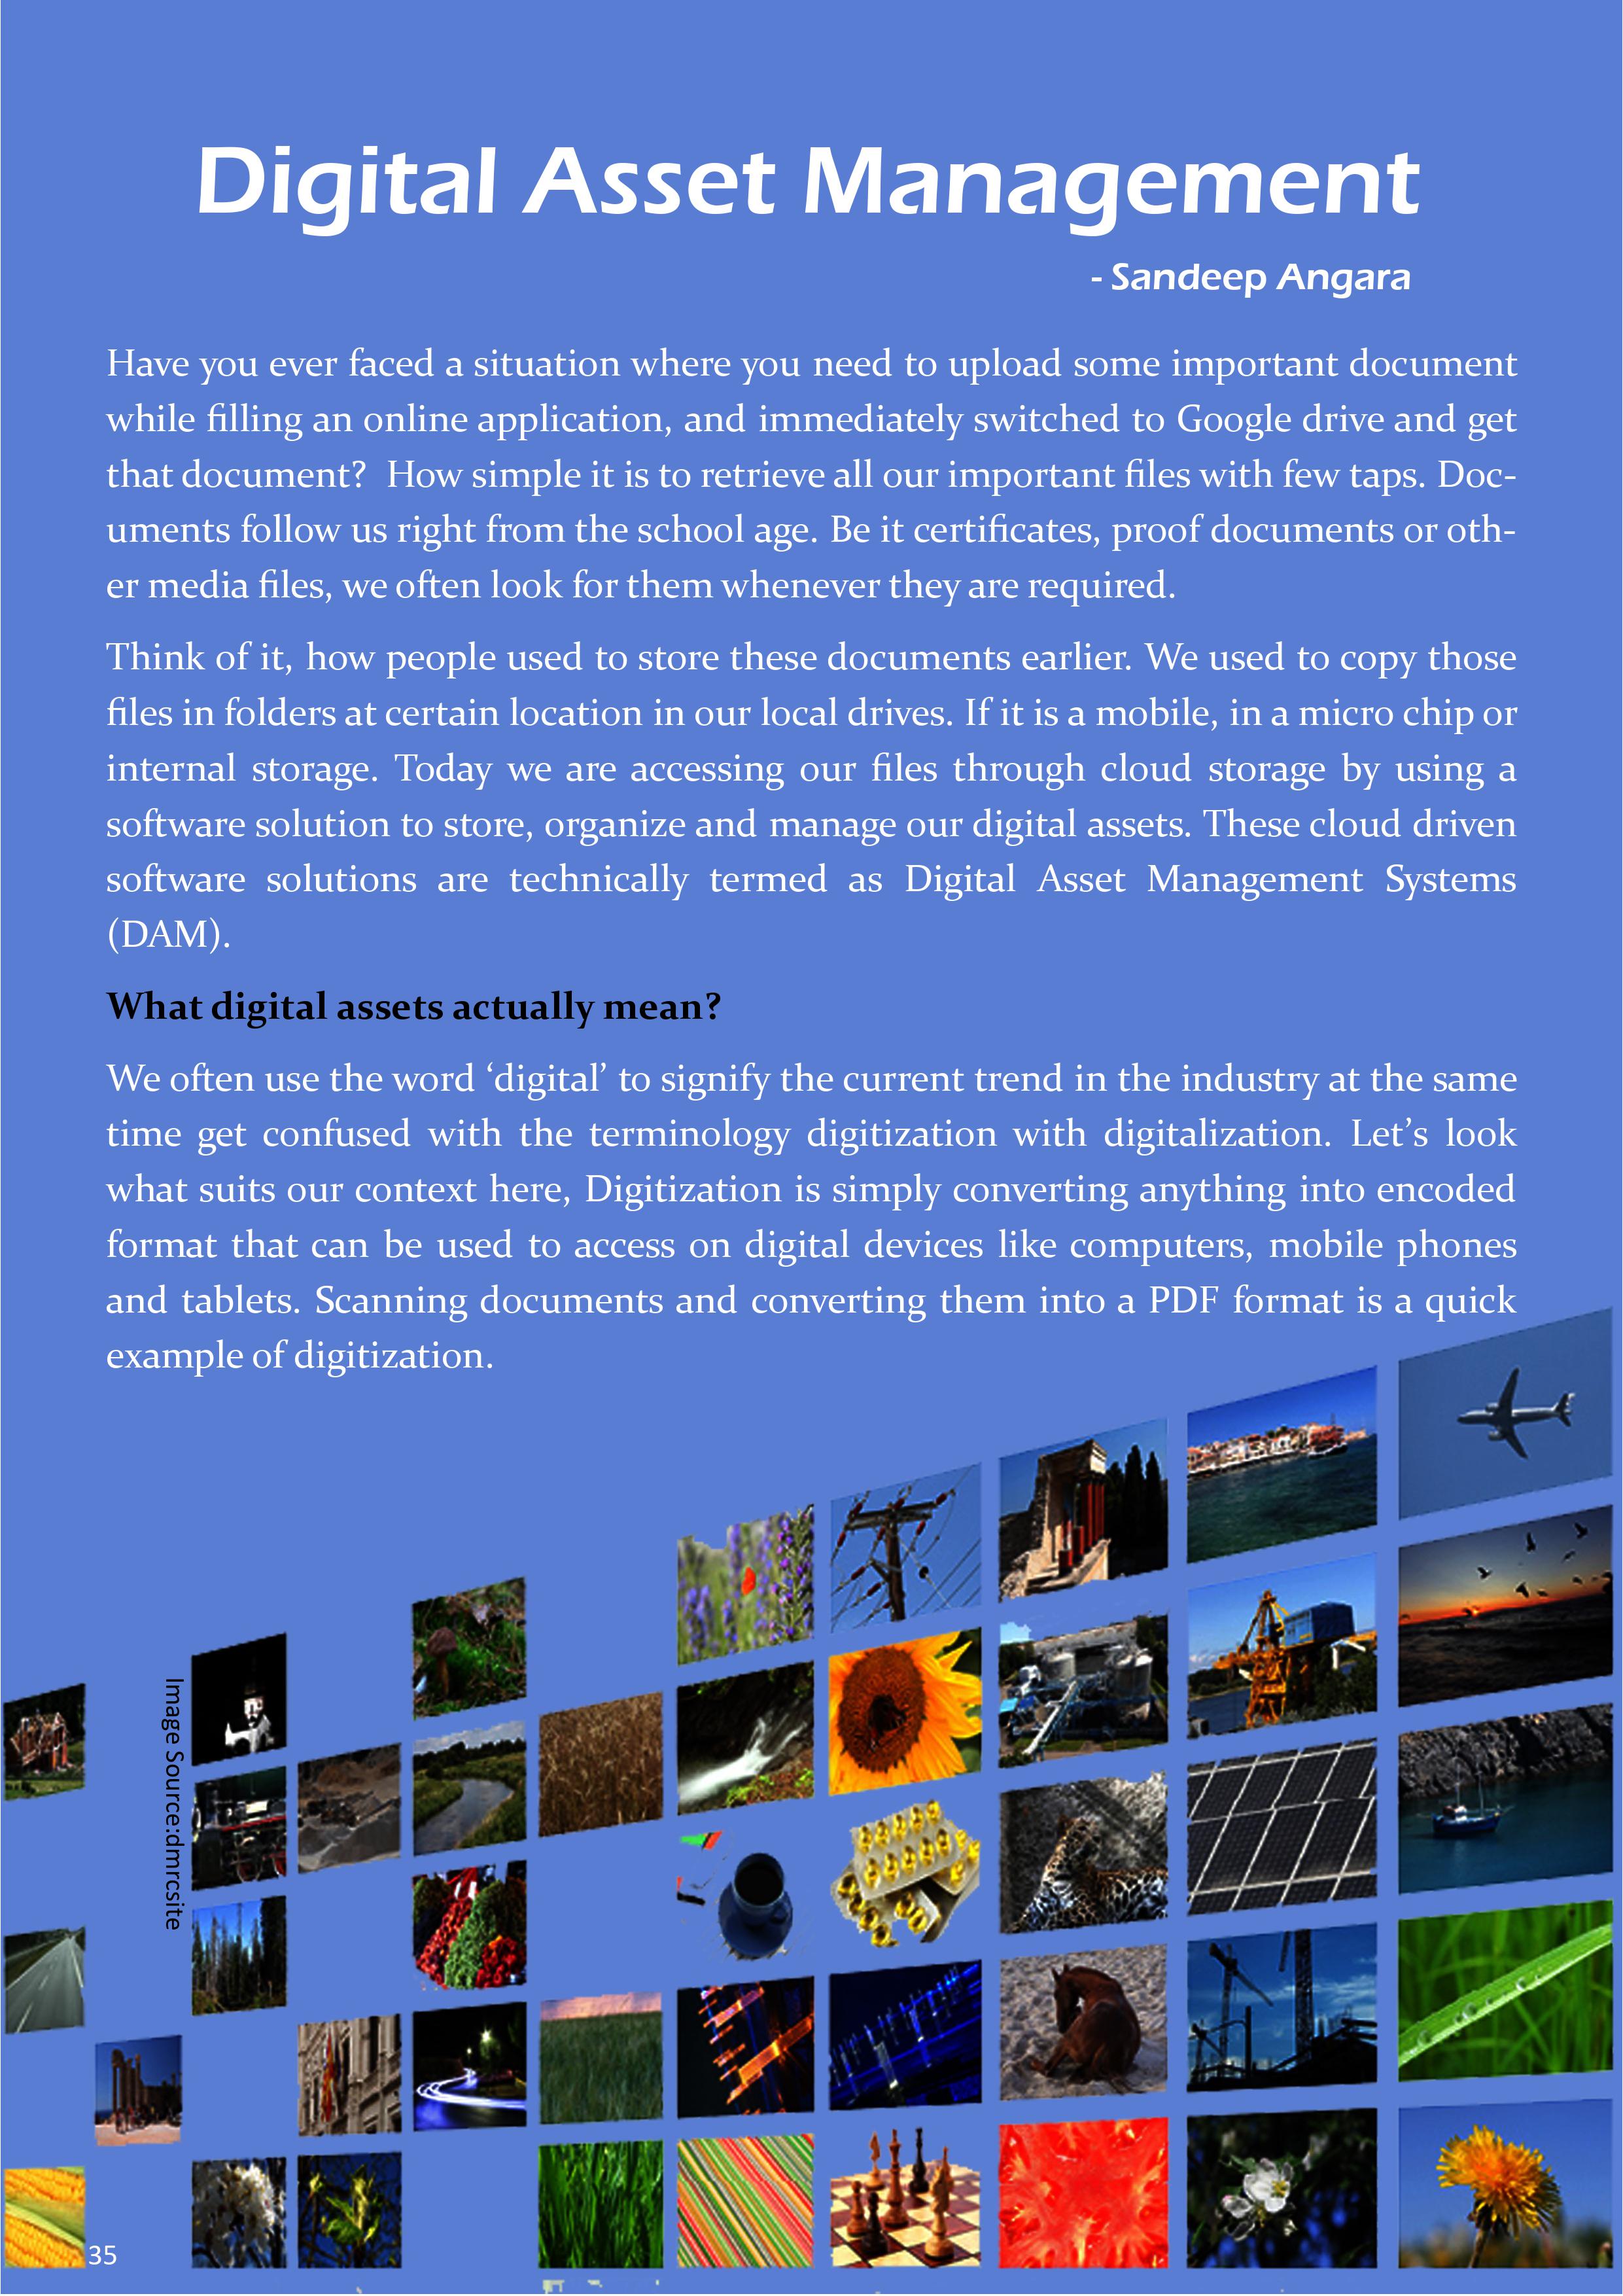 Digital Asset Management
- Sandeep Angara
Have you ever faced a situation where you need to upload some important document
while filling an online application, and immediately switched to Google drive and get
that document?  How simple it is to retrieve all our important files with few taps. Doc-
uments follow us right from the school age. Be it certificates, proof documents or oth-
er media files, we often look for them whenever they are required.
Think of it, how people used to store these documents earlier. We used to copy those
files in folders at certain location in our local drives. If it is a mobile, in a micro chip or
internal storage. Today we are accessing our files through cloud storage by using a
software solution to store, organize and manage our digital assets. These cloud driven
software solutions are technically termed as Digital Asset Management Systems
(DAM).
What digital assets actually mean?
We often use the word ‘digital’ to signify the current trend in the industry at the same
time get confused with the terminology digitization with digitalization. Let’s look
what suits our context here, Digitization is simply converting anything into encoded
format that can be used to access on digital devices like computers, mobile phones
and tablets. Scanning documents and converting them into a PDF format is a quick
example of digitization.
Image Source:dmrcsite
35